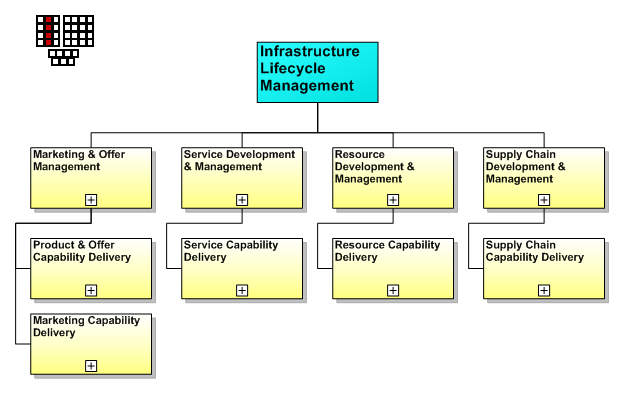 Infrastructure
Lifecycle
Management
Marketing & Offer
Management
Service Development
& Management
Resource
Development &
Management
Supply Chain
Development &
Management
Product & Offer
Capability Delivery
Service Capability
Delivery
Resource Capability
Delivery
Supply Chain
Capability Delivery
Marketing Capability
Delivery